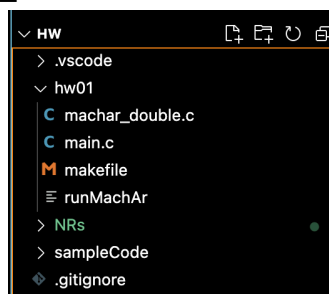 HW
.vscode
hw01
C machar_double.c
C main.c
M makefile
runMachAr
NRs
sampleCode
.gitignore